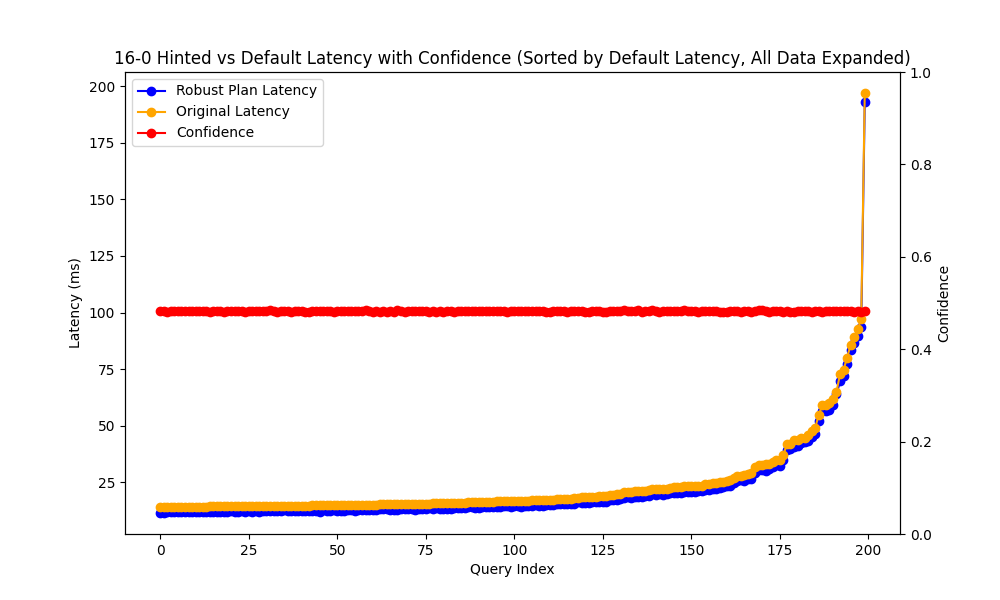 16-0 Hinted vs Default Latency with Confidence (Sorted by Default Latency, All Data Expanded)
Robust Plan Latency
Original Latency
Confidence
Latency (ms)
200
175
150
125
100
75
50
25
1.0
0.8
0.6
0.4
0.2
0.0
Confidence
0 25 50 75 100 125 150 175 200
Query Index